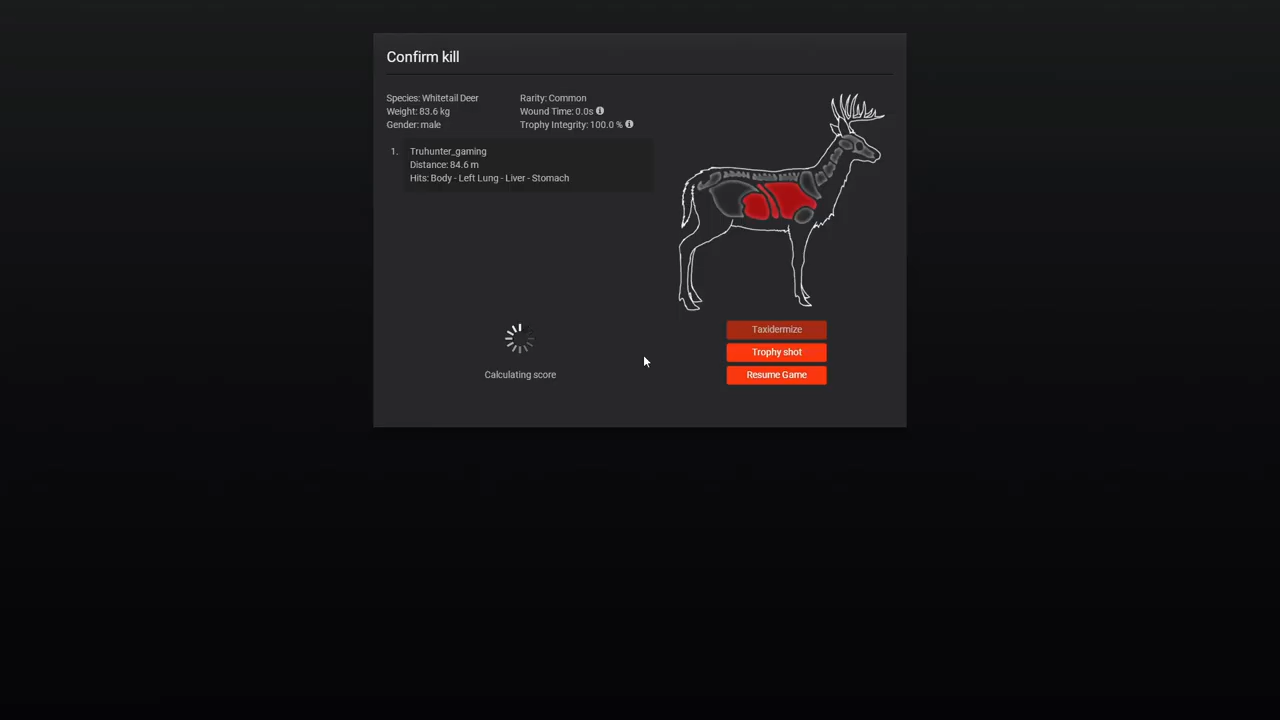 Confirm kill
Species: Whitetail Deer
Weight: 83.6 kg
Gender: male
Rarity: Common
Wound Time: 0.0s
Trophy Integrity: 100.0 %
1. Truhunter_gaming
Distance: 84.6 m
Hits: Body - Left Lung - Liver - Stomach
Calculating score
Taxidermize
Trophy shot
Resume Game